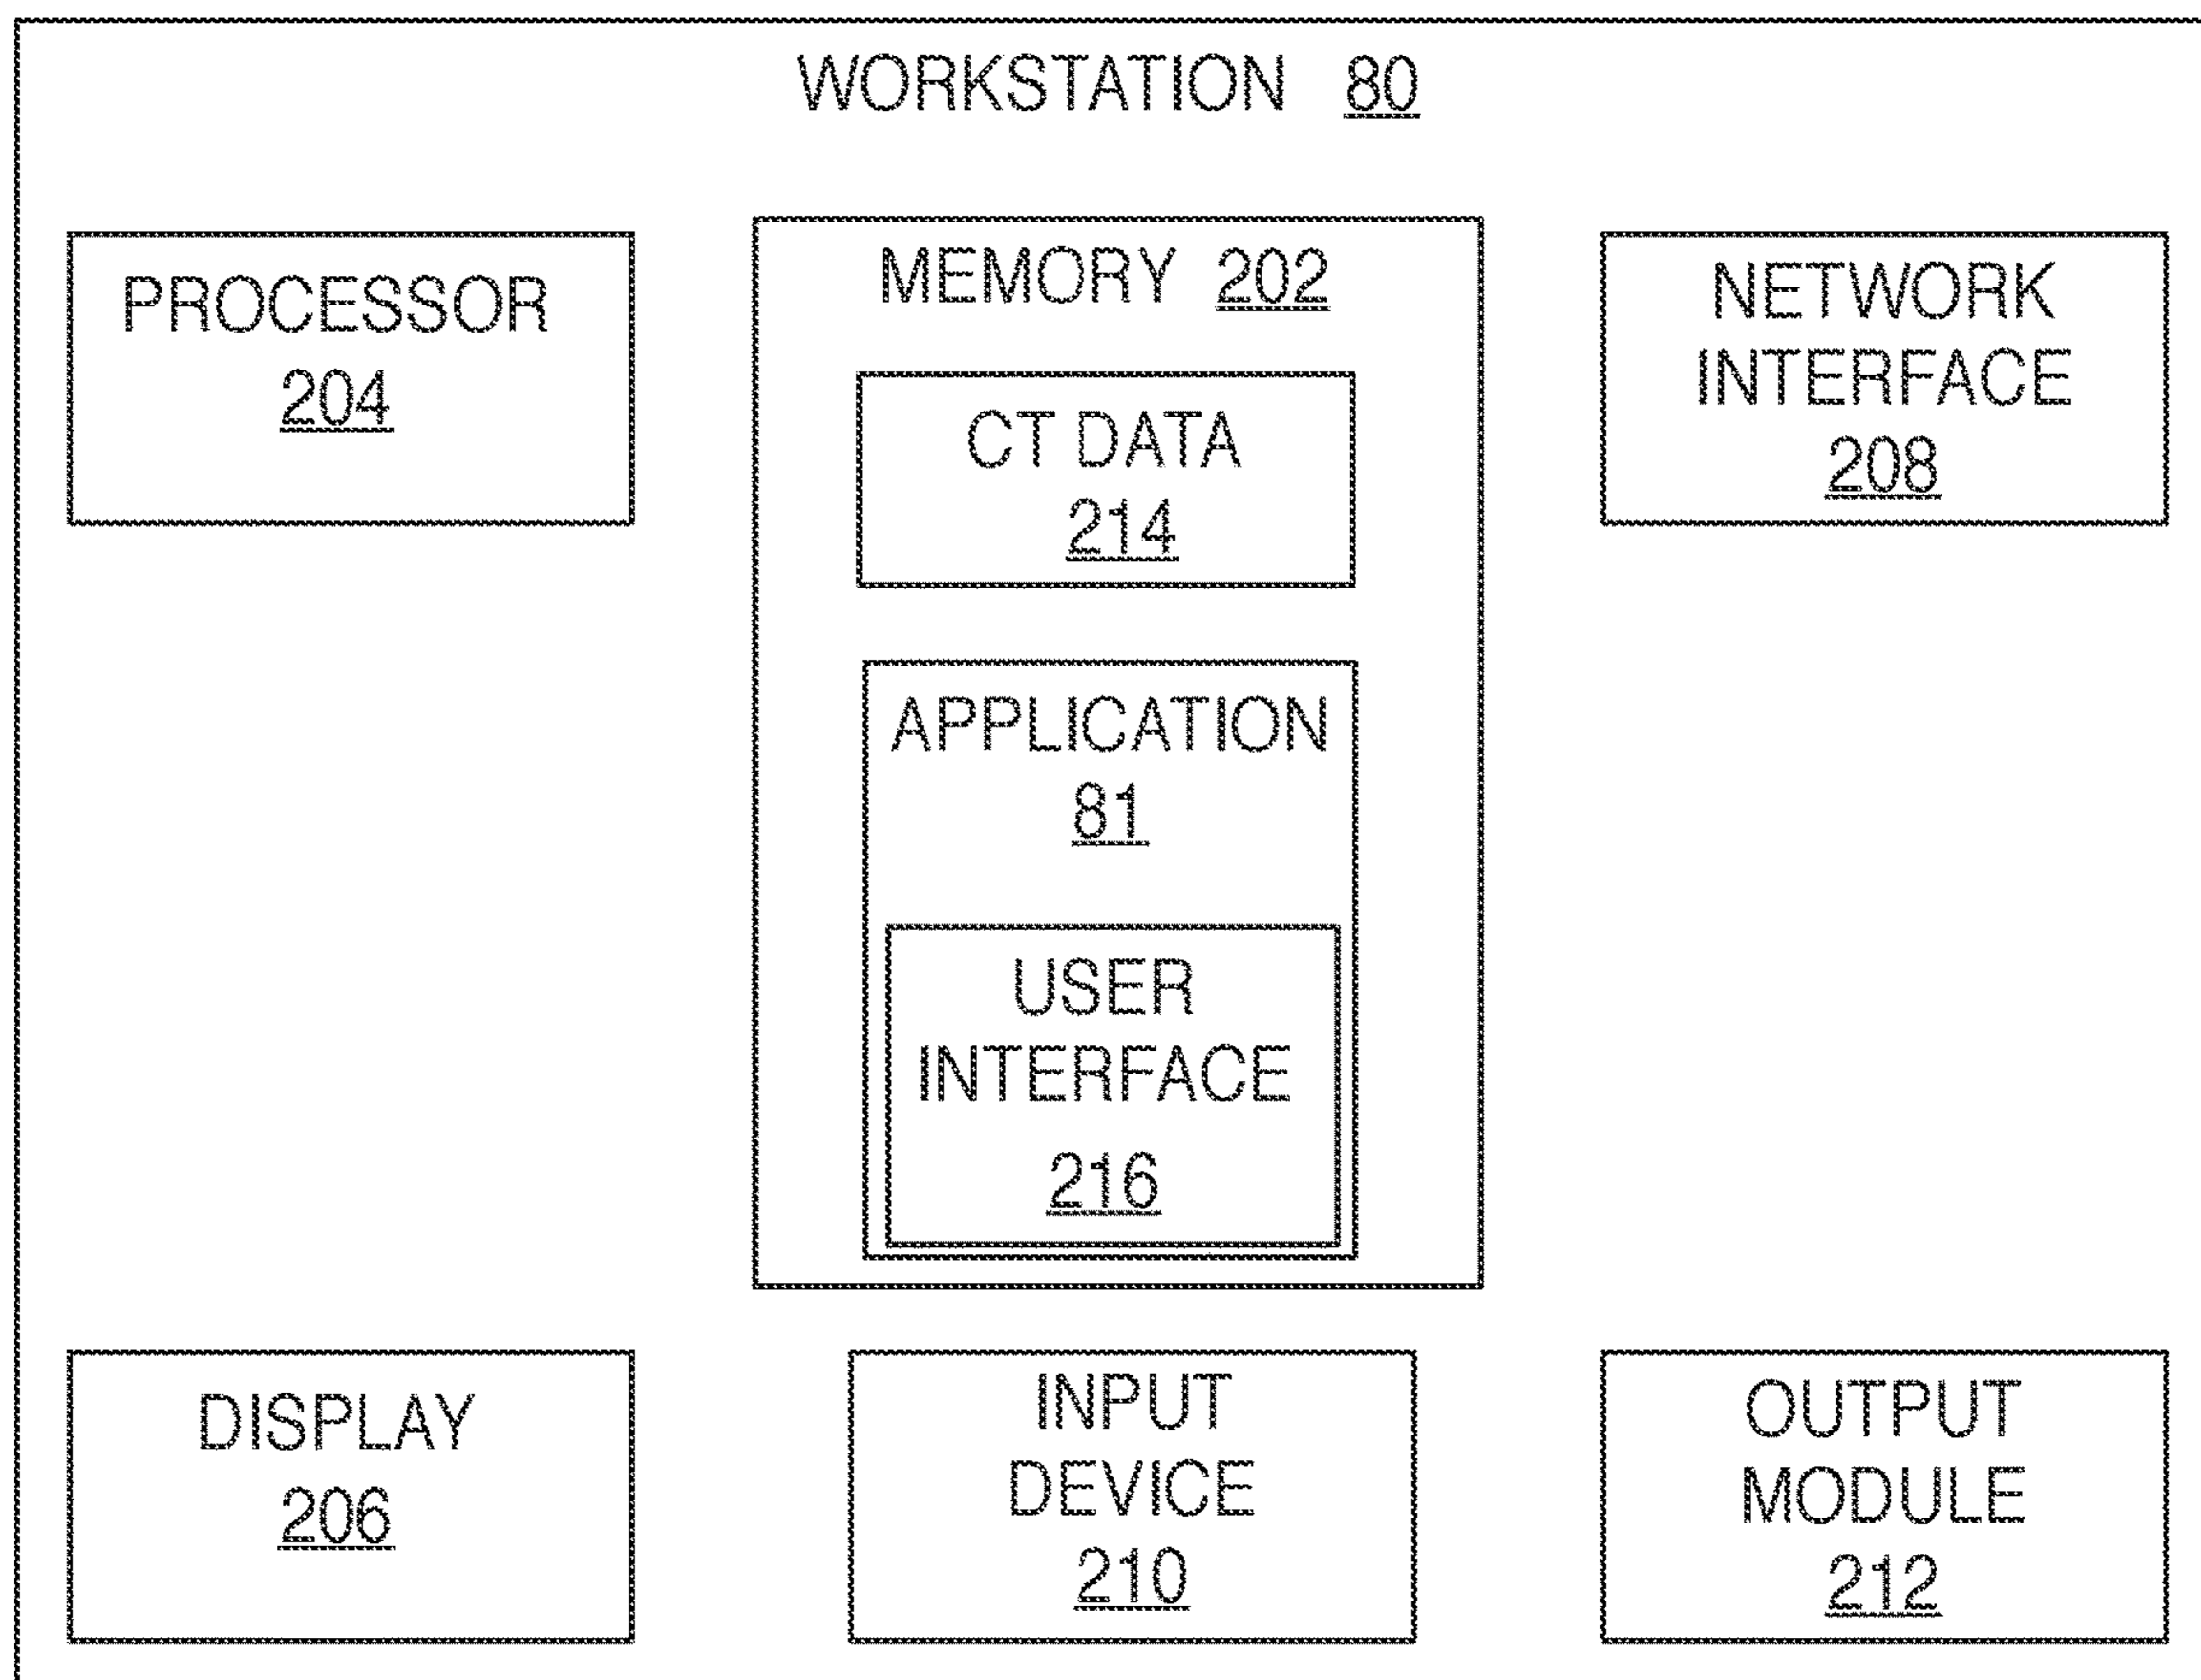 WORKSTATION 80
PROCESSOR
204
MEMORY 202
CT DATA
214
APPLICATION
81
USER
INTERFACE
216
NETWORK
INTERFACE
208
DISPLAY
206
INPUT
DEVICE
210
OUTPUT
MODULE
212